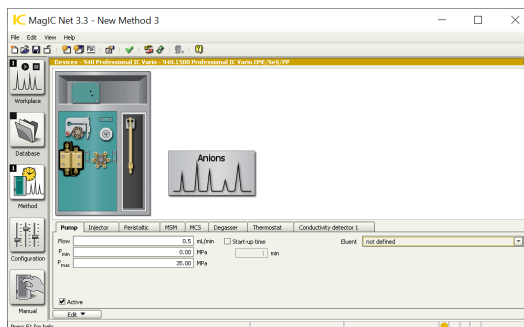 IC MagIC Net 3.3 - New Method 3
File Edit View Help
Devices - 940 Professional IC Vario - 940.1500 Professional IC Vario ONE/SeS/PP
1
Workplace
Database
1
Method
Configuration
Manual
Anions
Pump Injector Peristaltic MSM MCS Degasser Thermostat Conductivity detector 1
Flow 0.5 mL/min Start-up time Eluent not defined
Pmin 0.00 MPa 1 min
Pmax 35.00 MPa
Active
Edit
Press F1 for help